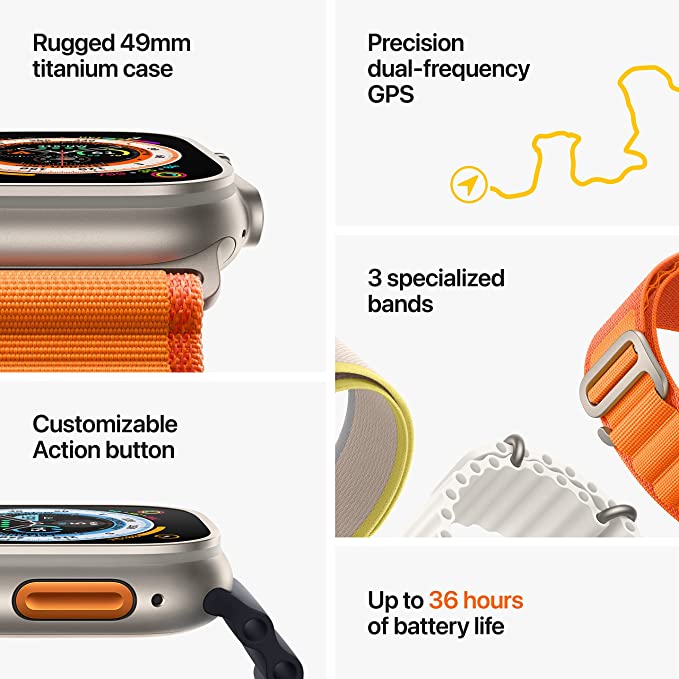 Rugged 49mm
titanium case
Precision
dual-frequency
GPS
3 specialized
bands
Customizable
Action button
Up to 36 hours
of battery life